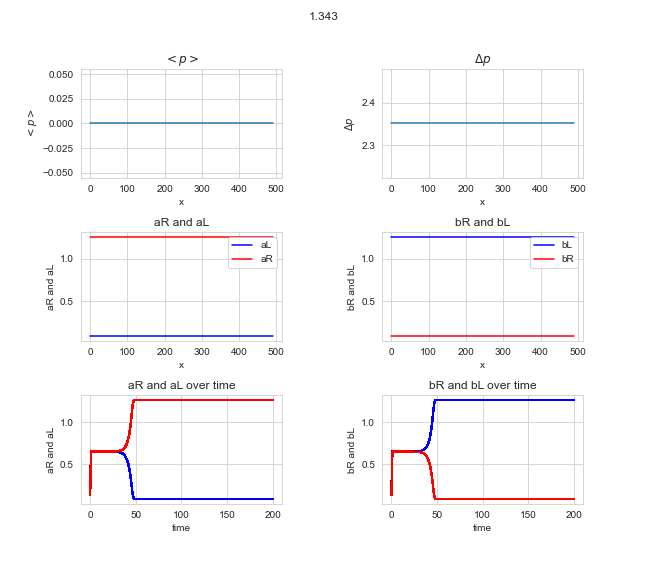 1.343
< p >
0.050
0.025
0.000
−0.025
−0.050
< p >
0
100
200
300
400
500
x
Δp
2.4
2.3
Δp
0
100
200
300
400
500
x
aR and aL
1.0
0.5
aR and aL
aL
aR
0
100
200
300
400
500
x
bR and bL
1.0
0.5
bR and bL
bL
bR
0
100
200
300
400
500
x
aR and aL over time
1.0
0.5
aR and aL
0
50
100
150
200
time
bR and bL over time
1.0
0.5
bR and bL
0
50
100
150
200
time